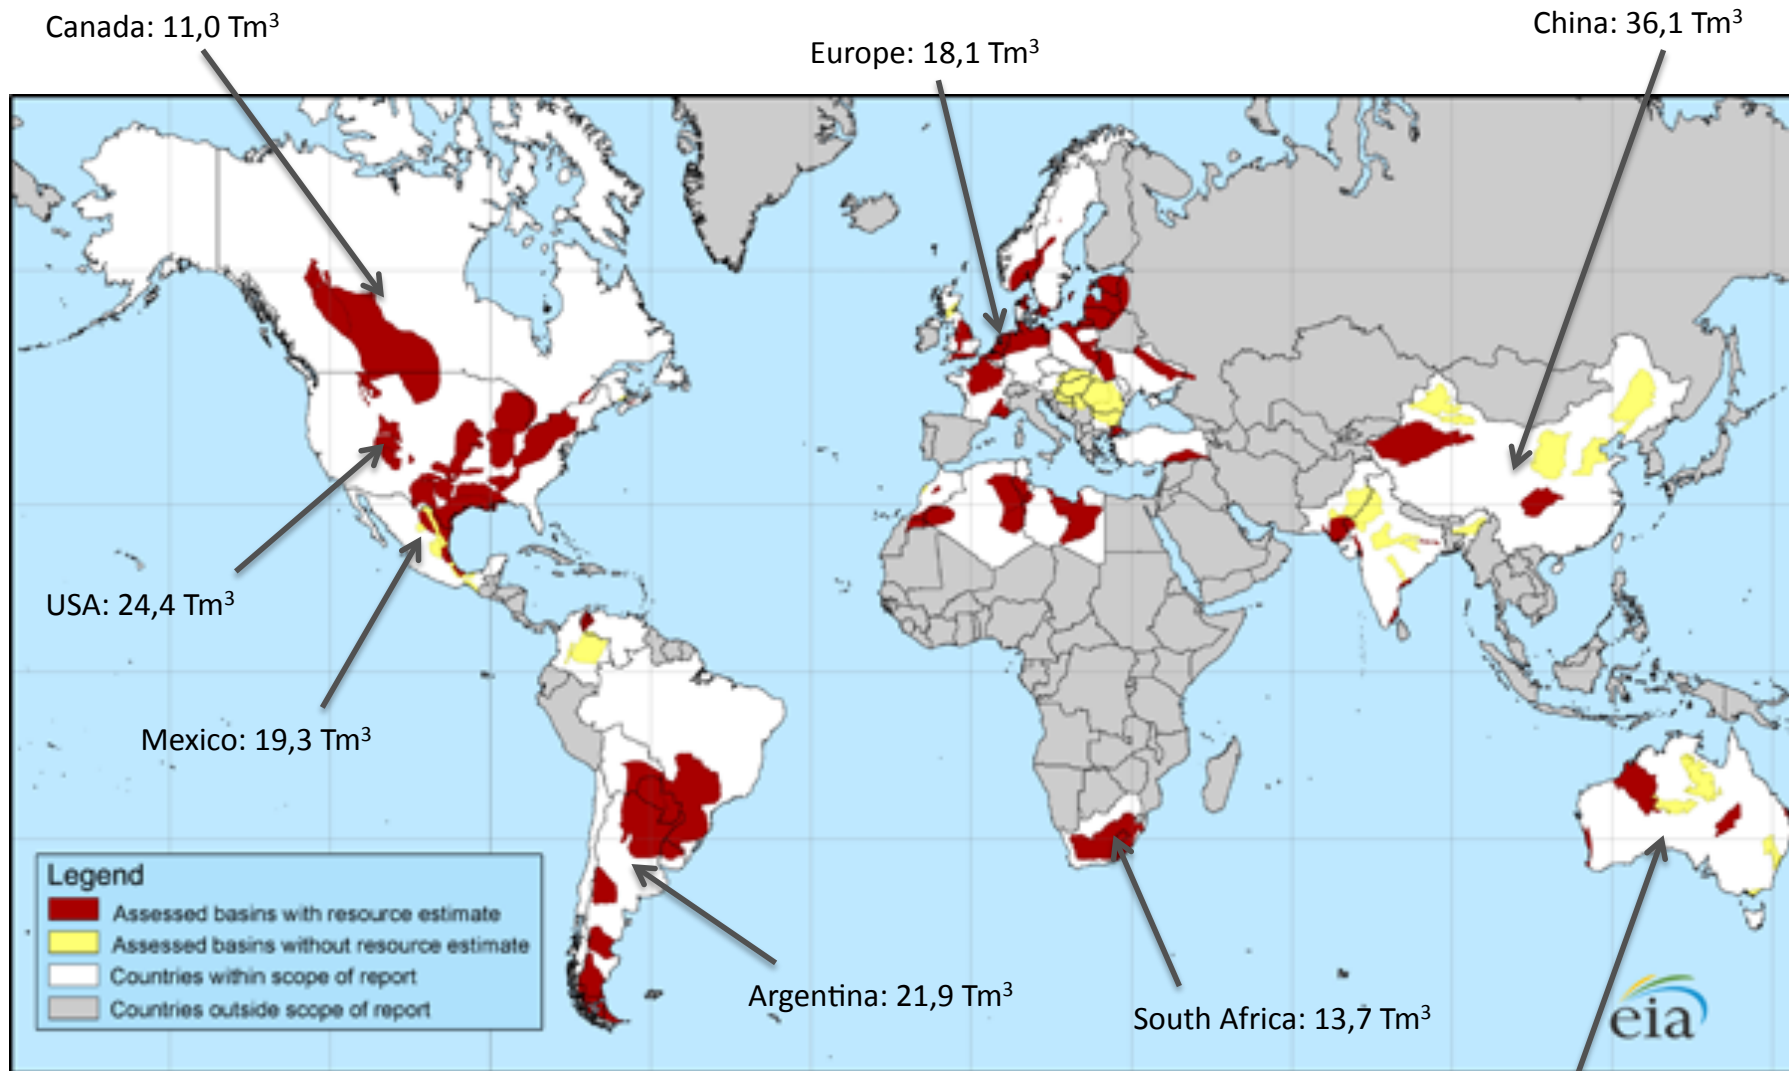 Canada: 11,0 Tm³
Europe: 18,1 Tm³
China: 36,1 Tm³
USA: 24,4 Tm³
Mexico: 19,3 Tm³
Argentina: 21,9 Tm³
South Africa: 13,7 Tm³
Legend
Assessed basins with resource estimate
Assessed basins without resource estimate
Countries within scope of report
Countries outside scope of report
eia